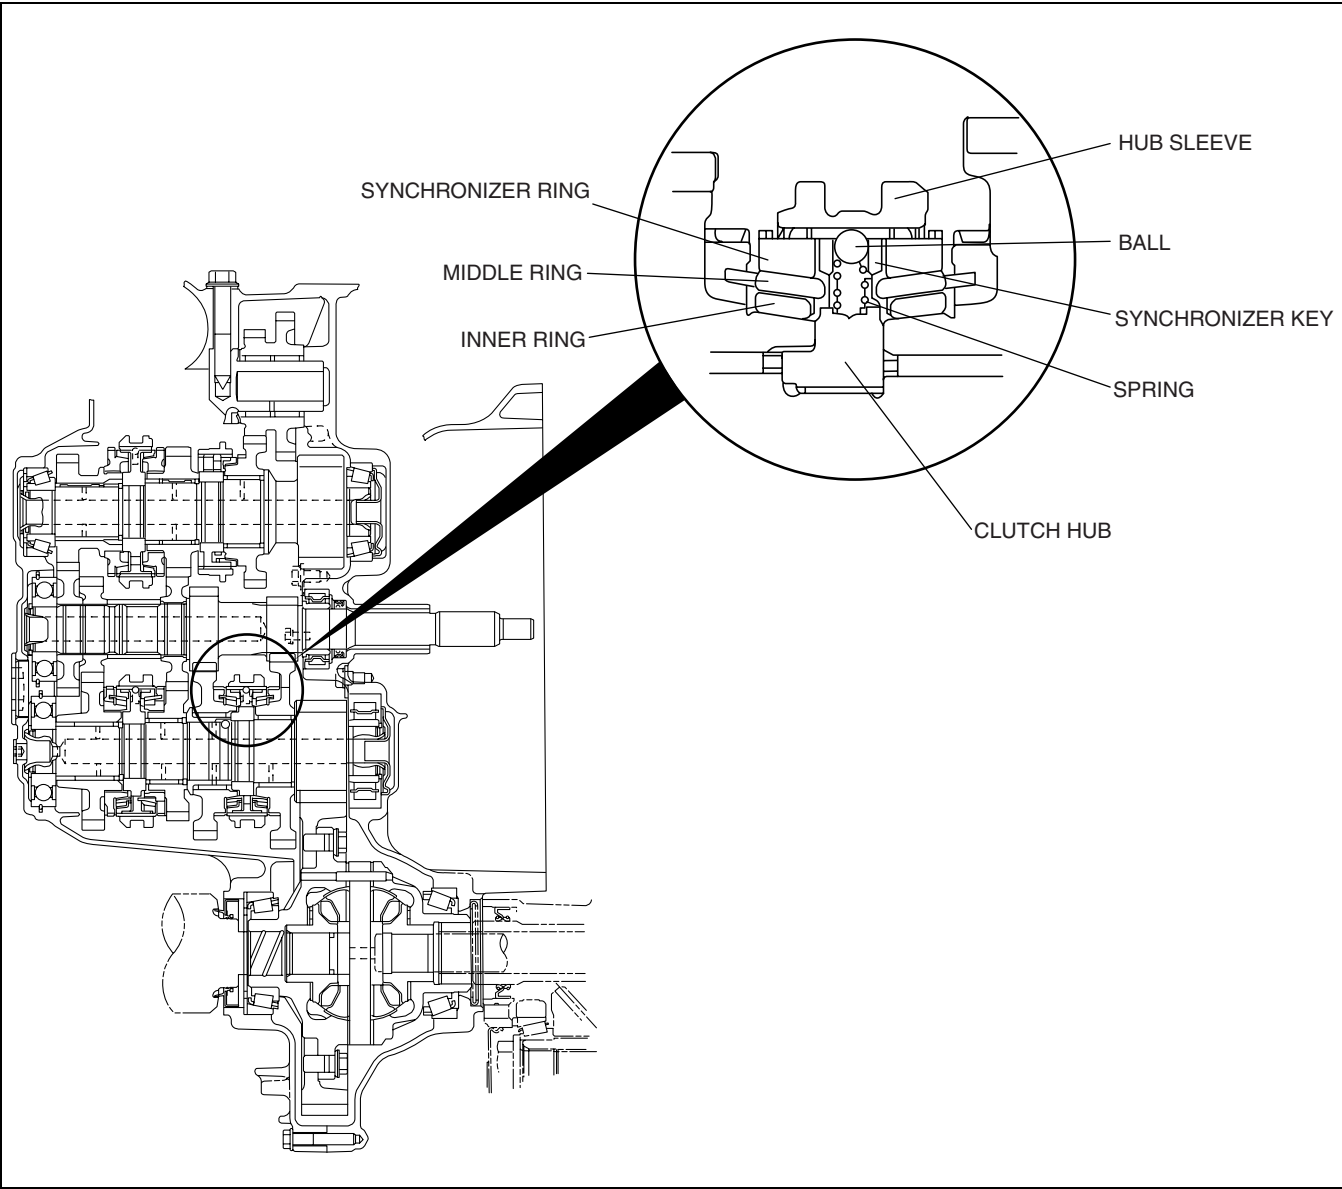 HUB SLEEVE
SYNCHRONIZER RING
BALL
MIDDLE RING
SYNCHRONIZER KEY
INNER RING
SPRING
CLUTCH HUB